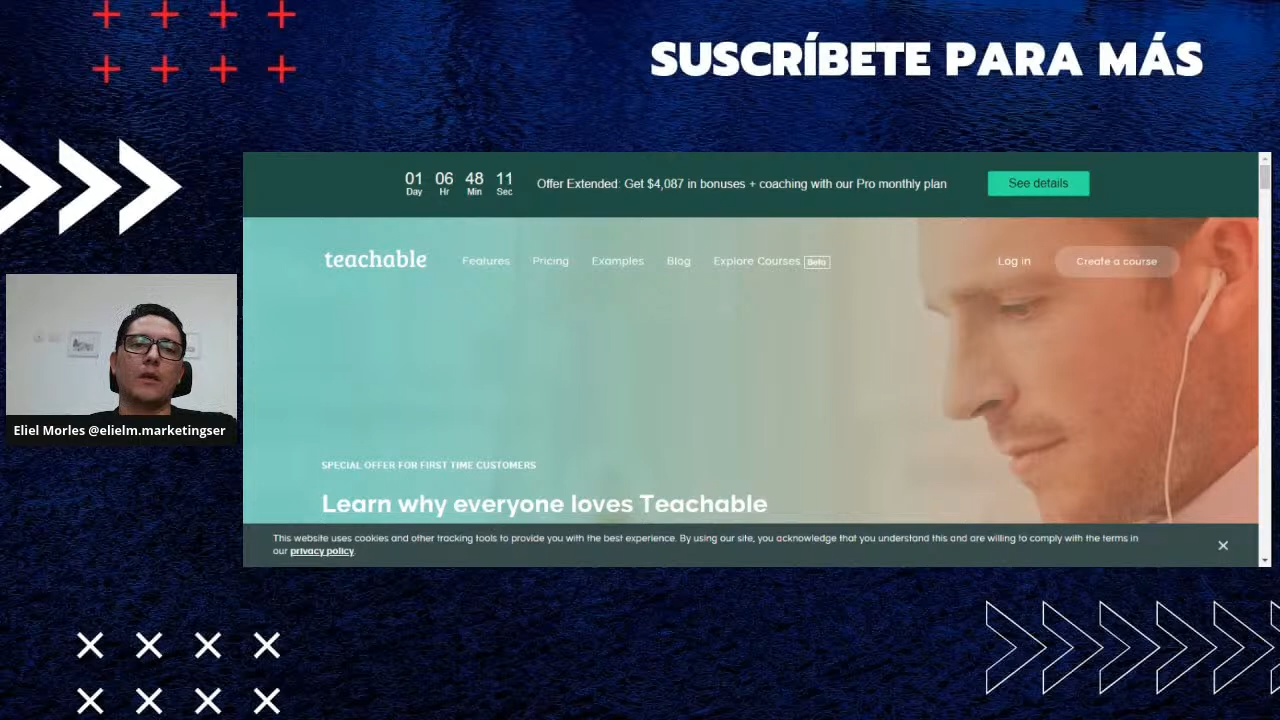 SUSCRÍBETE PARA MÁS
01 06 48 11
Day Hr Min Sec
Offer Extended: Get $4,087 in bonuses + coaching with our Pro monthly plan
See details
teachable
Features Pricing Examples Blog Explore Courses Beta
Log in
Create a course
SPECIAL OFFER FOR FIRST TIME CUSTOMERS
Learn why everyone loves Teachable
This website uses cookies and other tracking tools to provide you with the best experience. By using our site, you acknowledge that you understand this and are willing to comply with the terms in
our privacy policy.
Eliel Morles @elielm.marketingser